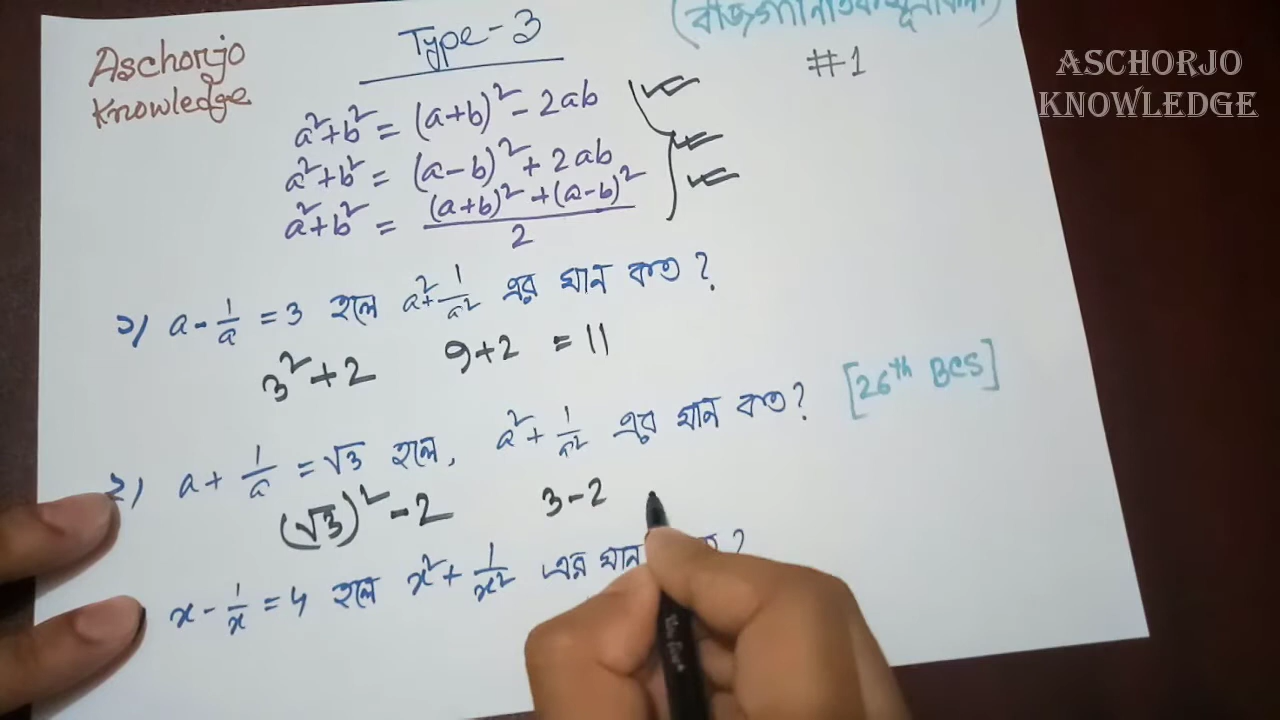 Aschorjo
Knowledge
Type-3
#1
ASCHORJO
KNOWLEDGE
a²+b² = (a+b)² - 2ab
a²+b² = (a-b)² + 2ab
a²+b² = (a+b)² + (a-b)² / 2
১) a - 1/a = 3 হলে a² + 1/a² এর মান কত ?
3² + 2 9+2 = 11
২) a + 1/a = √3 হলে, a² + 1/a² এর মান কত ? [26th BCS]
(√3)² - 2 3-2
x - 1/x = 4 হলে x² + 1/x² এর মান ?